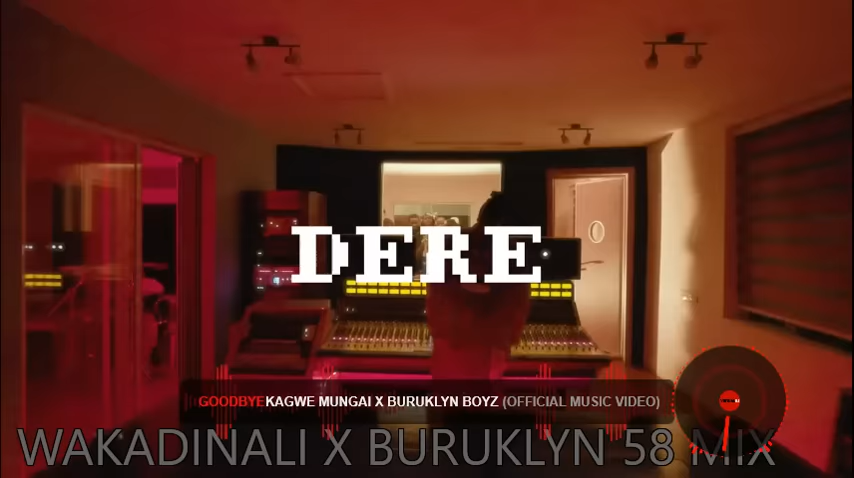 DERE
GOODBYE KAGWE MUNGAI X BURUKLYN BOYZ (OFFICIAL MUSIC VIDEO)
WAKADINALI X BURUKLYN 58 MIX